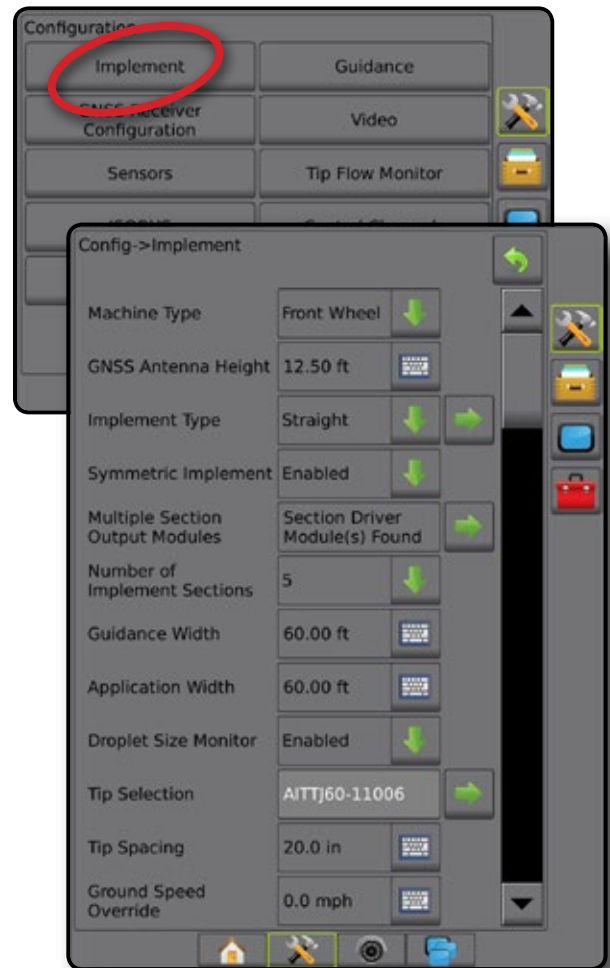 Configuration
Implement
Guidance
GNSS Receiver
Configuration
Video
Sensors
Tip Flow Monitor
Config->Implement
Machine Type
Front Wheel
GNSS Antenna Height
12.50 ft
Implement Type
Straight
Symmetric Implement
Enabled
Multiple Section
Output Modules
Section Driver
Module(s) Found
Number of
Implement Sections
5
Guidance Width
60.00 ft
Application Width
60.00 ft
Droplet Size Monitor
Enabled
Tip Selection
AITTJ60-11006
Tip Spacing
20.0 in
Ground Speed
Override
0.0 mph